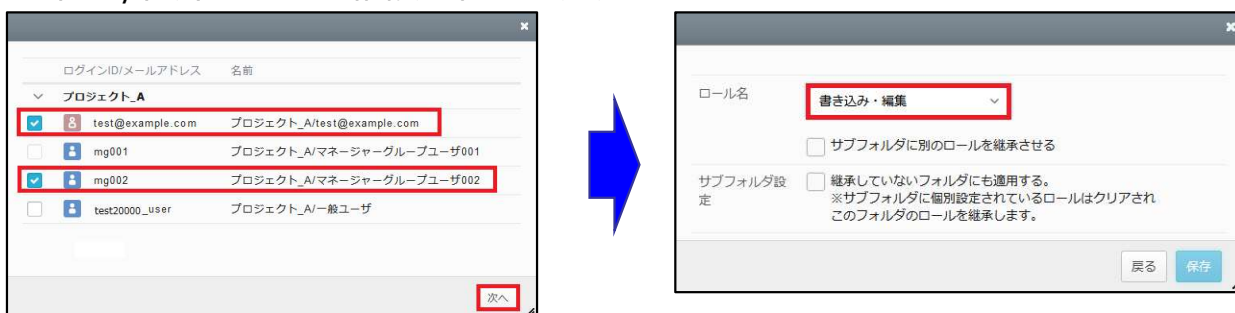 ログインID/メールアドレス 名前
プロジェクト_A
test@example.com プロジェクト_A/test@example.com
mg001 プロジェクト_A/マネージャーグループユーザ001
mg002 プロジェクト_A/マネージャーグループユーザ002
test20000_user プロジェクト_A/一般ユーザ
次へ
ロール名 書き込み・編集
サブフォルダに別のロールを継承させる
サブフォルダ設定 継承していないフォルダにも適用する。
※サブフォルダに個別設定されているロールはクリアされ
このフォルダのロールを継承します。
戻る 保存